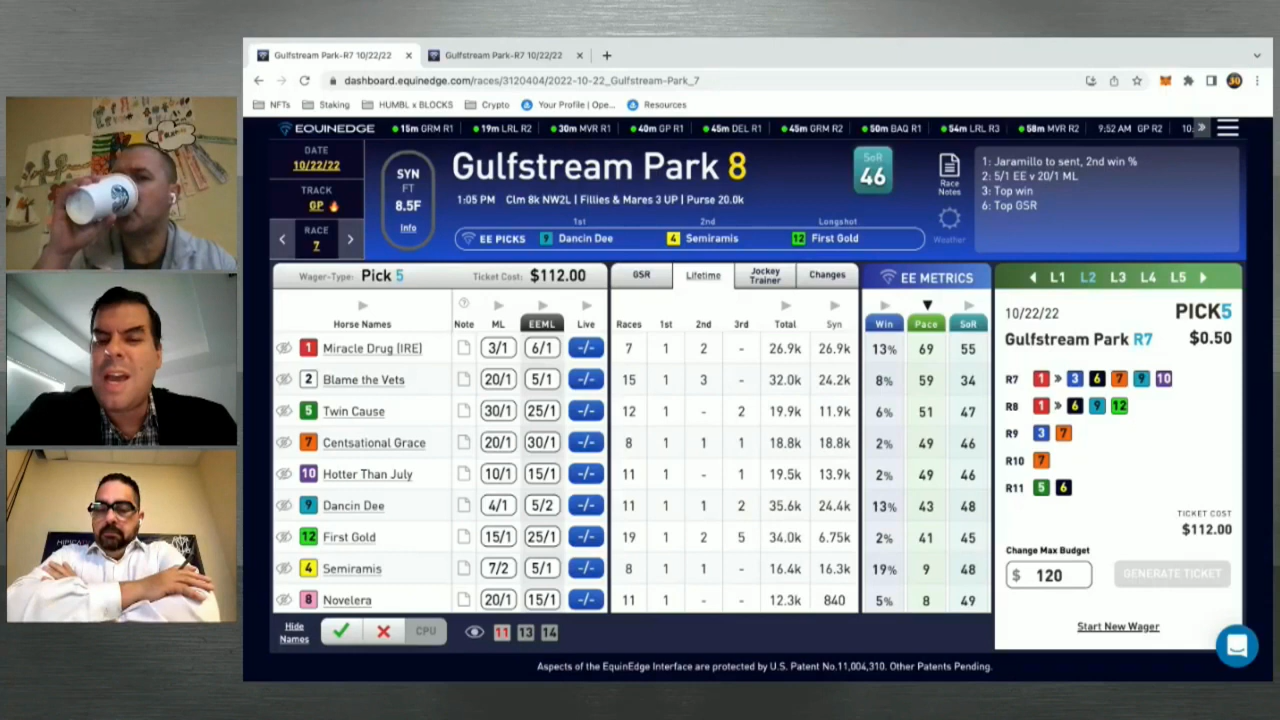 Gulfstream Park-R7 10/22/22
Gulfstream Park-R7 10/22/22
dashboard.equinedge.com/races/3120404/2022-10-22_Gulfstream-Park_7
30
NFTs Staking HUMBL x BLOCKS Crypto Your Profile | Ope... Resources
EQUINEDGE 15m GRM R1 19m LRL R2 30m MVR R1 40m GP R1 45m DEL R1 45m GRM R2 50m BAQ R1 54m LRL R3 58m MVR R2 9:52 AM GP R2 10:
DATE
10/22/22
TRACK
GP
RACE
7
SYN
FT
8.5F
Info
Gulfstream Park 8
1:05 PM Clm 8k NW2L | Fillies & Mares 3 UP | Purse 20.0k
SoR
46
Race
Notes
Weather
1: Jaramillo to sent, 2nd win %
2: 5/1 EE v 20/1 ML
3: Top win
6: Top GSR
1st 2nd Longshot
EE PICKS 9 Dancin Dee 4 Semiramis 12 First Gold
Wager-Type: Pick 5 Ticket Cost: $112.00
GSR Lifetime Jockey Trainer Changes EE METRICS
Horse Names Note ML EEML Live Races 1st 2nd 3rd Total Syn Win Pace SoR
1 Miracle Drug (IRE) 3/1 6/1 -/- 7 1 2 - 26.9k 26.9k 13% 69 55
2 Blame the Vets 20/1 5/1 -/- 15 1 3 - 32.0k 24.2k 8% 59 34
5 Twin Cause 30/1 25/1 -/- 12 1 - 2 19.9k 11.9k 6% 51 47
7 Centsational Grace 20/1 30/1 -/- 8 1 1 1 18.8k 18.8k 2% 49 46
10 Hotter Than July 10/1 15/1 -/- 11 1 - 1 19.5k 13.9k 2% 49 46
9 Dancin Dee 4/1 5/2 -/- 11 1 1 2 35.6k 24.4k 13% 43 48
12 First Gold 15/1 25/1 -/- 19 1 2 5 34.0k 6.75k 2% 41 45
4 Semiramis 7/2 5/1 -/- 8 1 1 - 16.4k 16.3k 19% 9 48
8 Novelera 20/1 15/1 -/- 11 1 - - 12.3k 840 5% 8 49
Hide
Names
CPU
11 13 14
L1 L2 L3 L4 L5
10/22/22 PICK5
Gulfstream Park R7 $0.50
R7 1 » 3 6 7 9 10
R8 1 » 6 9 12
R9 3 7
R10 7
R11 5 6
TICKET COST
$112.00
Change Max Budget
$ 120
GENERATE TICKET
Start New Wager
Aspects of the EquinEdge Interface are protected by U.S. Patent No.11,004,310. Other Patents Pending.